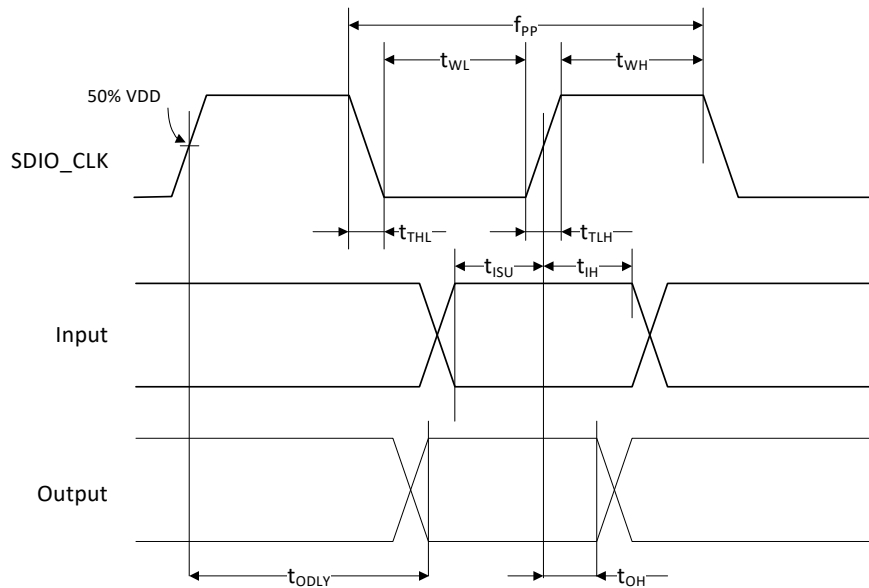 fPP
tWL
tWH
50% VDD
SDIO_CLK
tTHL
tTLH
tISU
tIH
Input
Output
tODLY
tOH